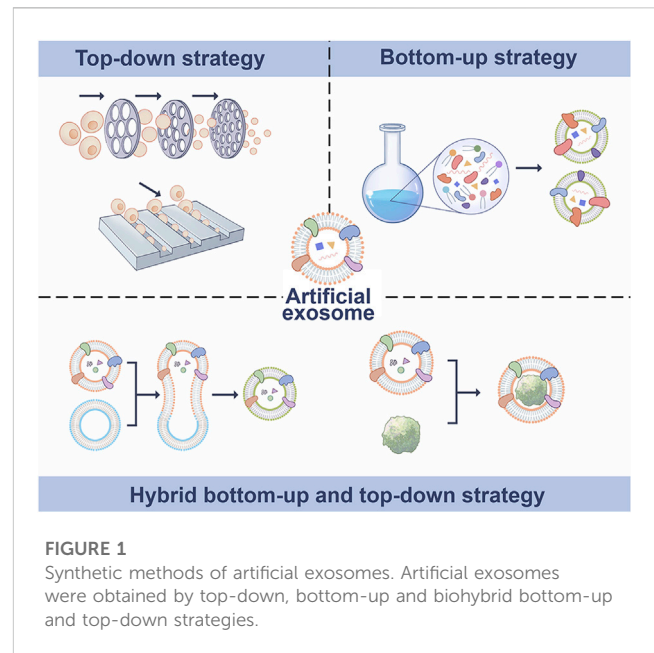 Top-down strategy
Bottom-up strategy
Artificial
exosome
Hybrid bottom-up and top-down strategy
FIGURE 1
Synthetic methods of artificial exosomes. Artificial exosomes
were obtained by top-down, bottom-up and biohybrid bottom-up
and top-down strategies.